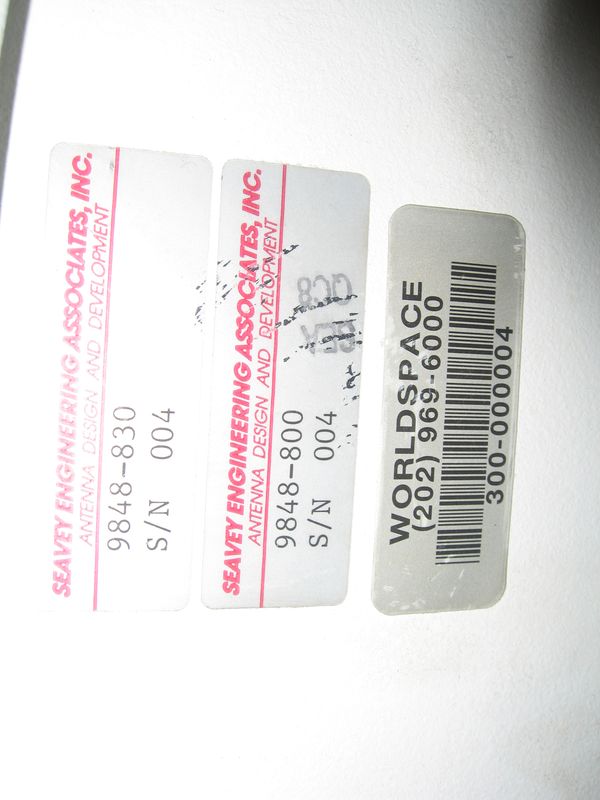 SEAVEY ENGINEERING ASSOCIATES, INC.
ANTENNA DESIGN AND DEVELOPMENT
9848-830
S/N 004
SEAVEY ENGINEERING ASSOCIATES, INC.
ANTENNA DESIGN AND DEVELOPMENT
9848-800
S/N 004
WORLDSPACE
(202) 969-6000
300-000004